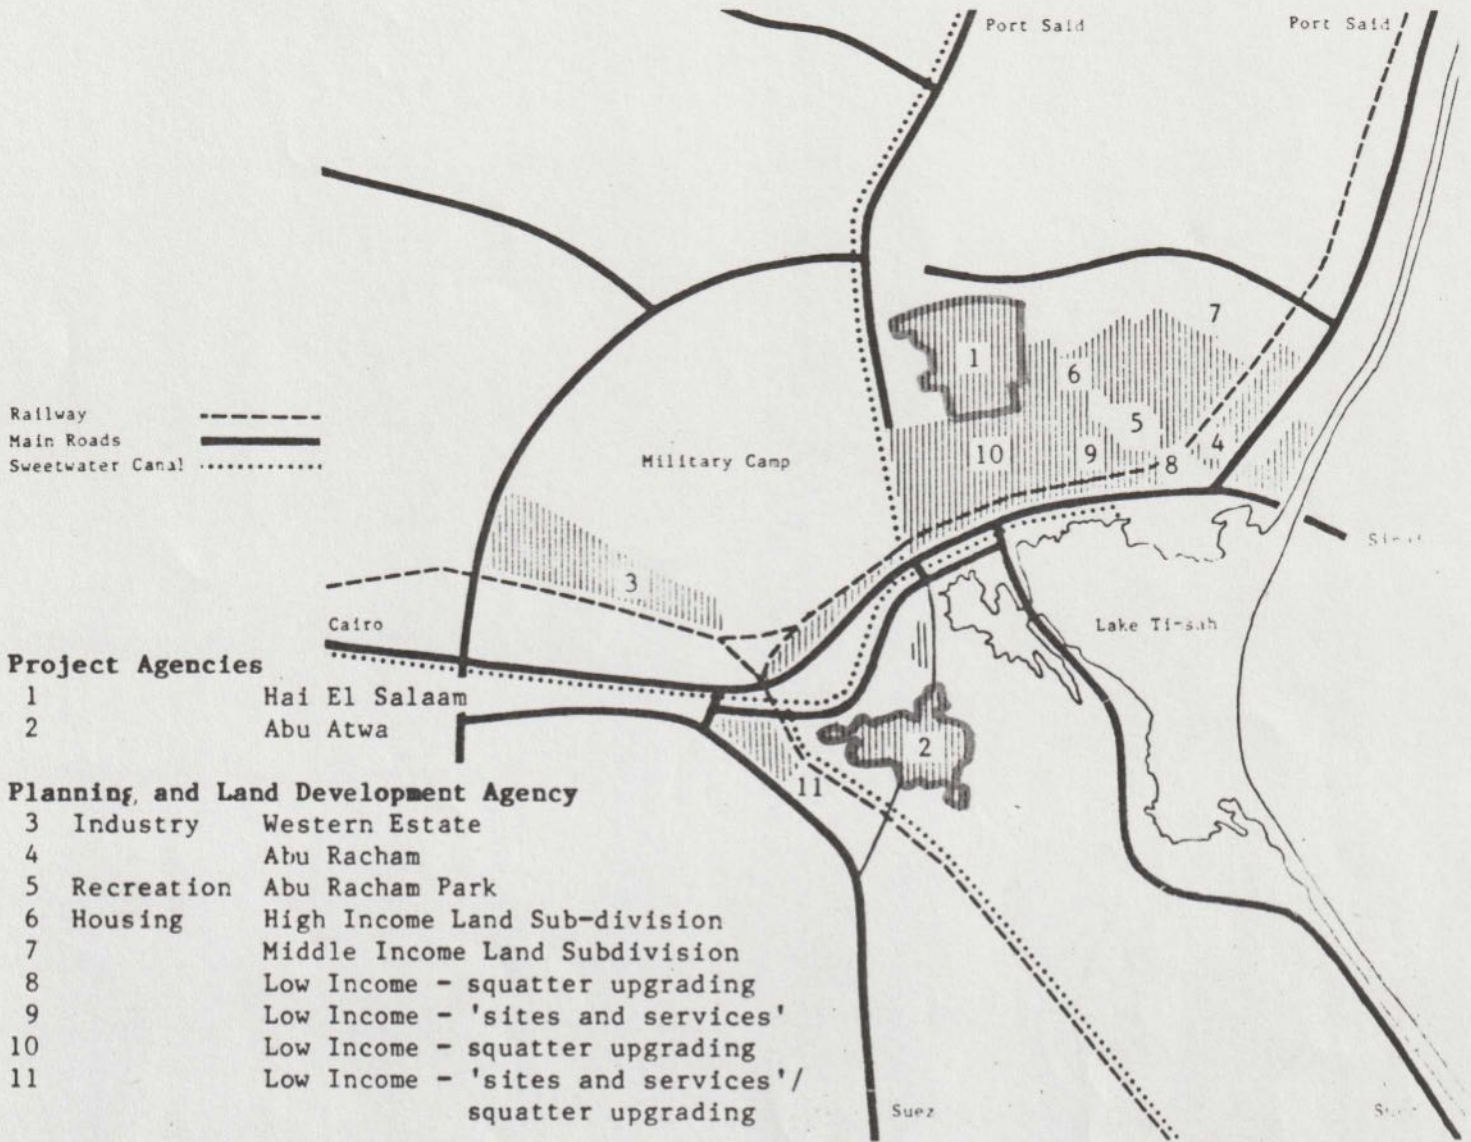 Port Said
Port Said
7
1
6
5
4
Railway
Main Roads
Sweetwater Canal
Military Camp
10
9
8
3
Cairo
Lake Timsah
Project Agencies
1 Hai El Salaam
2 Abu Atwa
2
11
Planning and Land Development Agency
3 Industry Western Estate
4 Abu Racham
5 Recreation Abu Racham Park
6 Housing High Income Land Sub-division
7 Middle Income Land Subdivision
8 Low Income - squatter upgrading
9 Low Income - 'sites and services'
10 Low Income - squatter upgrading
11 Low Income - 'sites and services'/
squatter upgrading
Suez